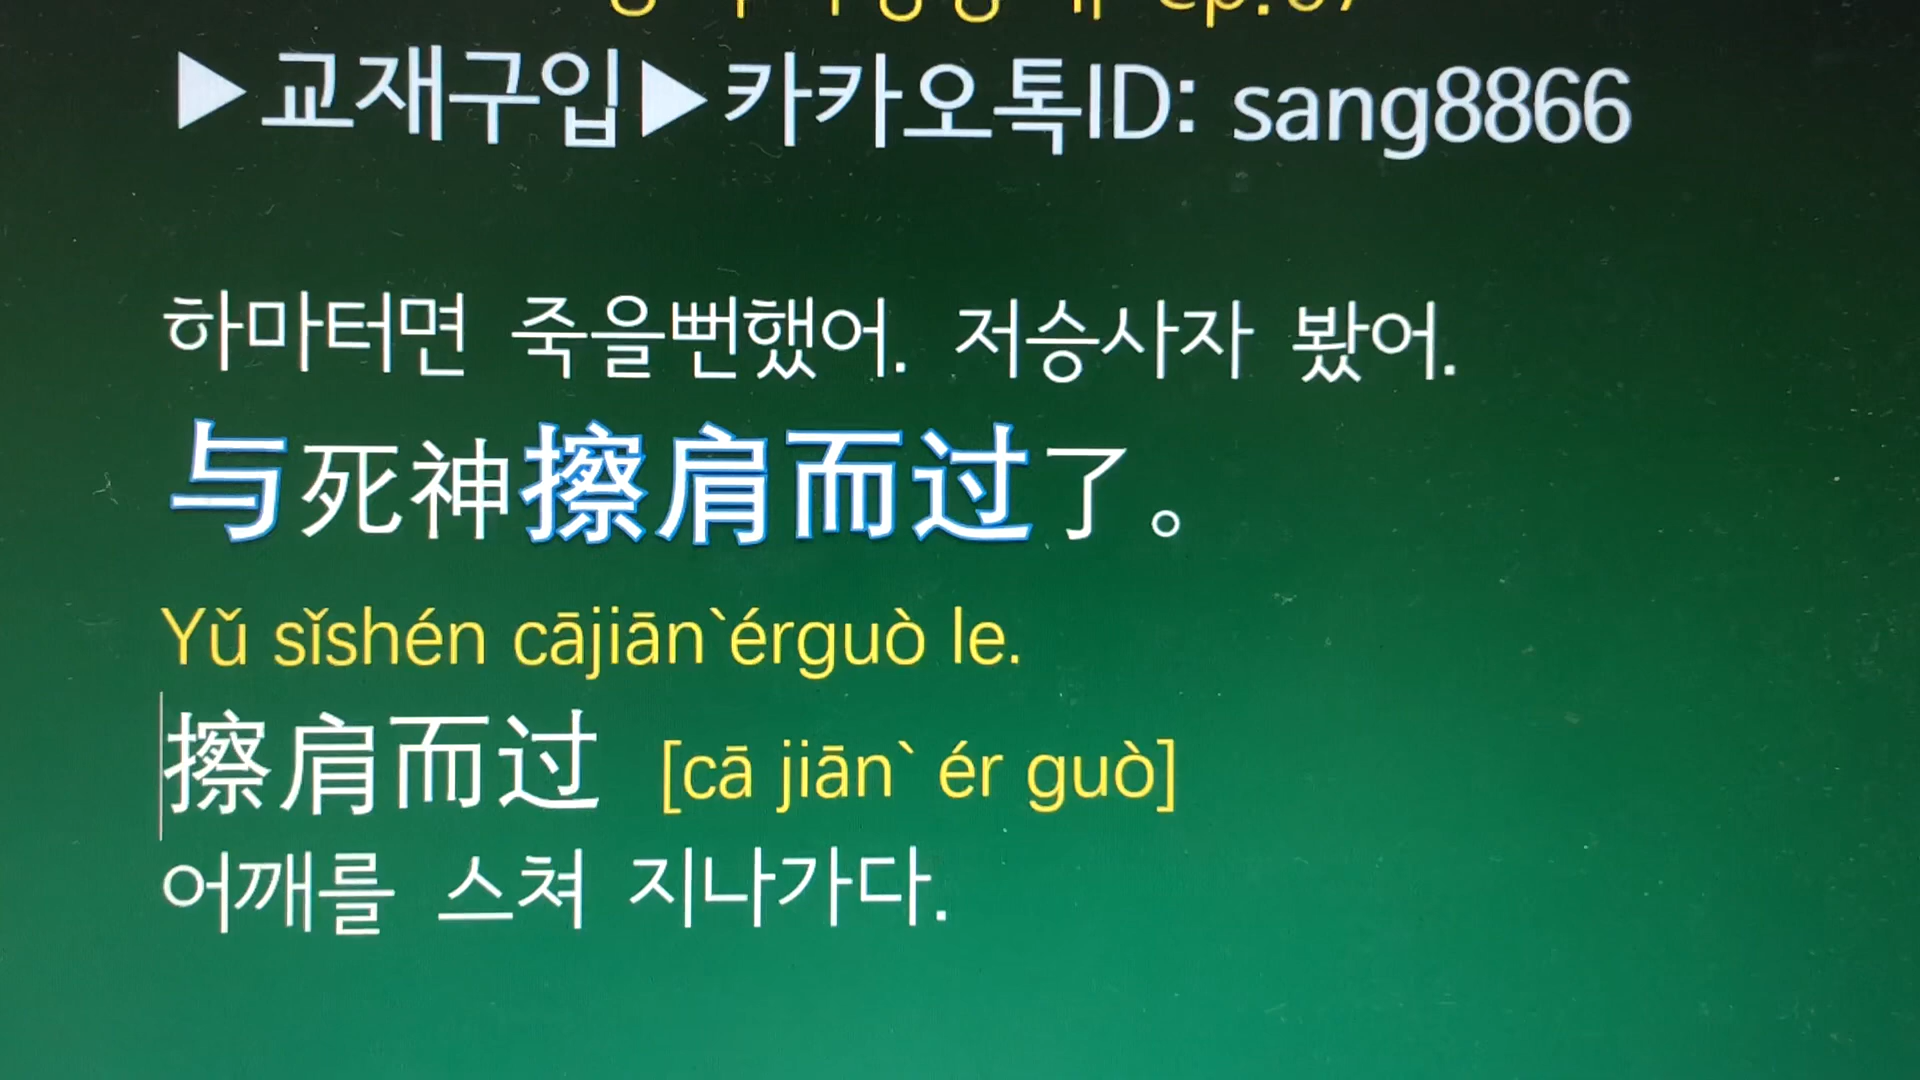 ep.67
▶교재구입▶카카오톡ID: sang8866
하마터면 죽을뻔했어. 저승사자 봤어.
与死神擦肩而过了。
Yǔ sǐshén cājiān`érguò le.
擦肩而过 [cā jiān` ér guò]
어깨를 스쳐 지나가다.